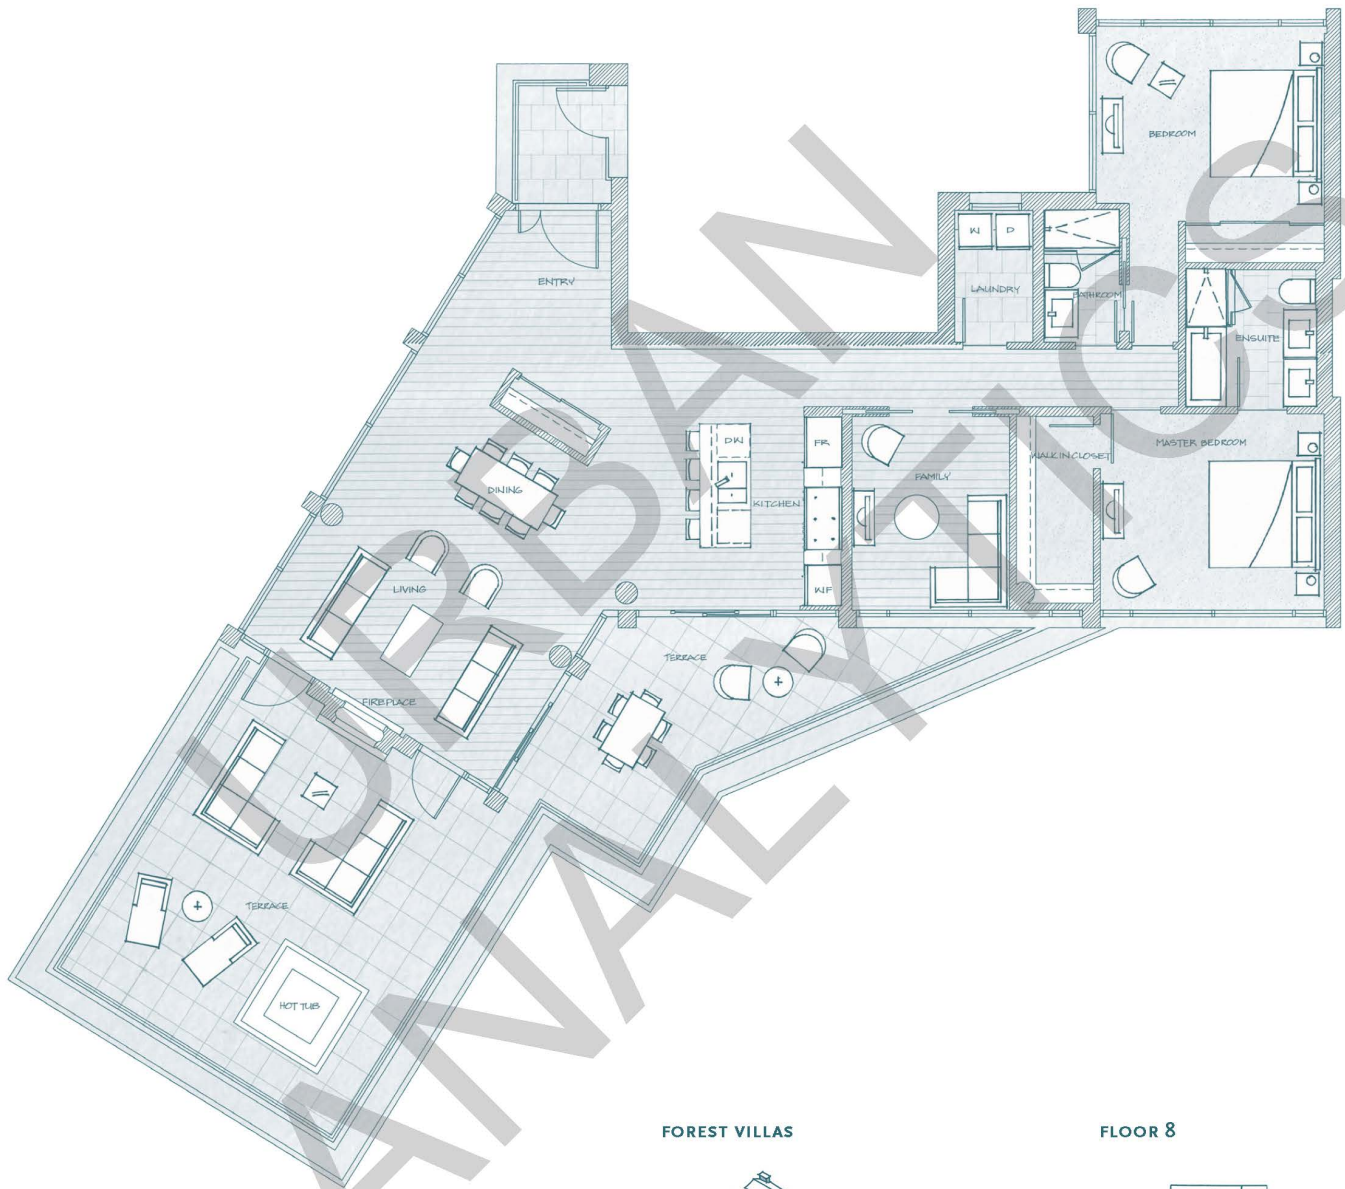 BEDROOM
ENTRY
W
D
LAUNDRY
BATHROOM
ENSUITE
DINING
DW
FR
KITCHEN
FAMILY
WALK IN CLOSET
MASTER BEDROOM
WF
LIVING
FIREPLACE
TERRACE
TERRACE
HOT TUB
URBAN
ANALYTICS
FOREST VILLAS
FLOOR 8